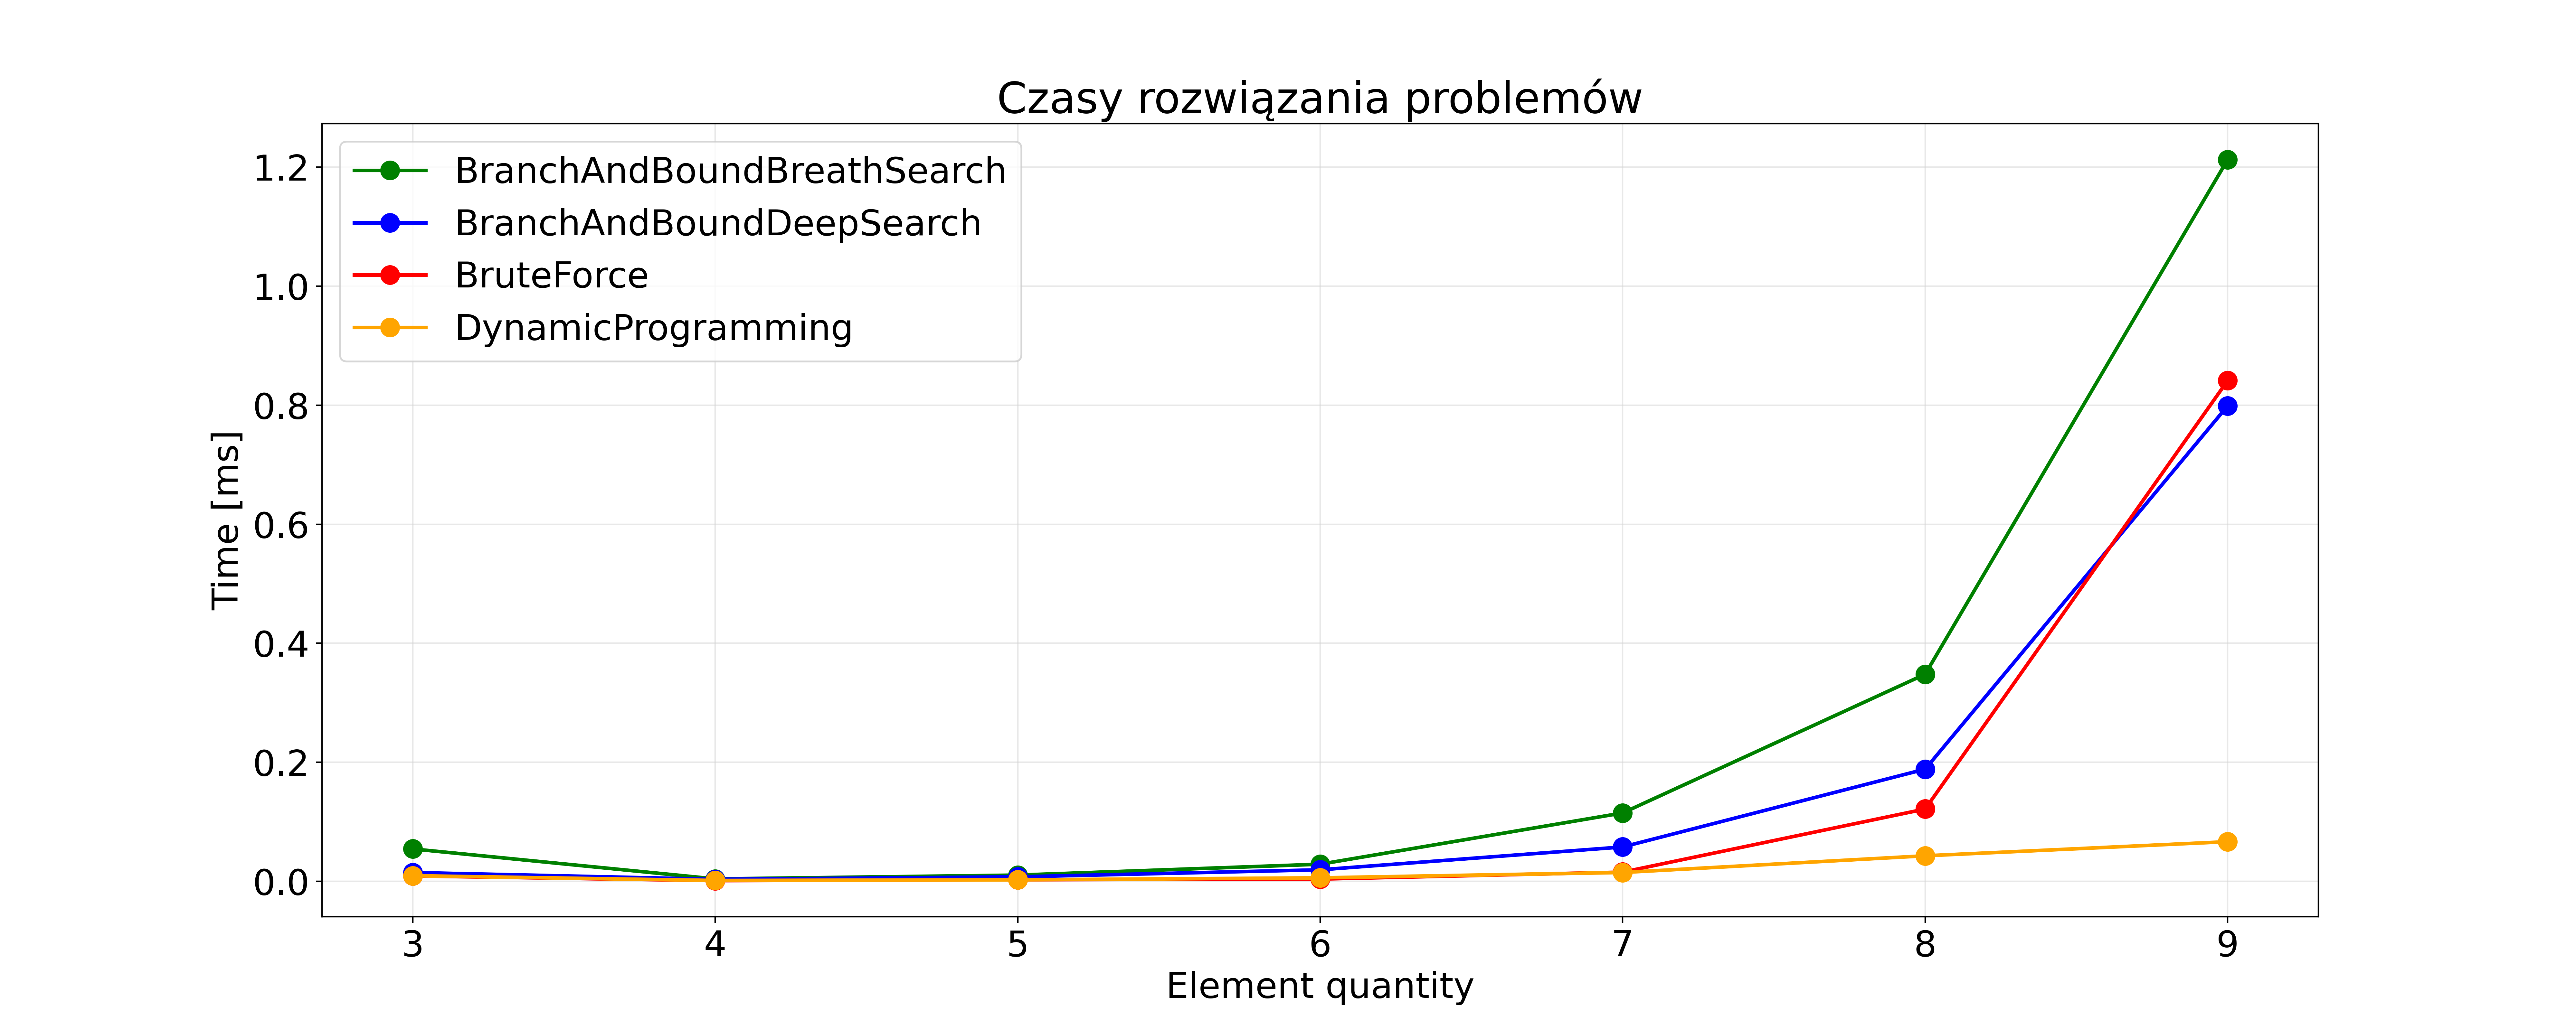 Czasy rozwiązania problemów
BranchAndBoundBreathSearch
BranchAndBoundDeepSearch
BruteForce
DynamicProgramming
Time [ms]
1.2
1.0
0.8
0.6
0.4
0.2
0.0
3 4 5 6 7 8 9
Element quantity